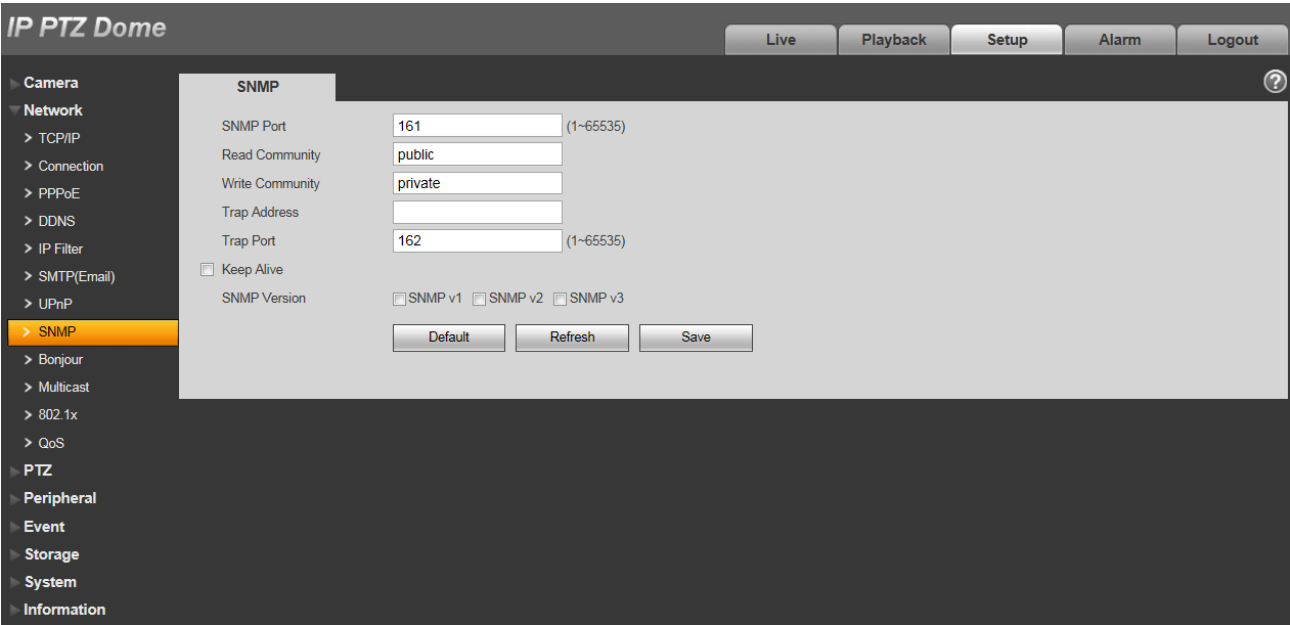 IP PTZ Dome
Live Playback Setup Alarm Logout
Camera
Network
> TCP/IP
> Connection
> PPPoE
> DDNS
> IP Filter
> SMTP(Email)
> UPnP
> SNMP
> Bonjour
> Multicast
> 802.1x
> QoS
PTZ
Peripheral
Event
Storage
System
Information
SNMP
?
SNMP Port 161 (1~65535)
Read Community public
Write Community private
Trap Address
Trap Port 162 (1~65535)
Keep Alive
SNMP Version SNMP v1 SNMP v2 SNMP v3
Default Refresh Save